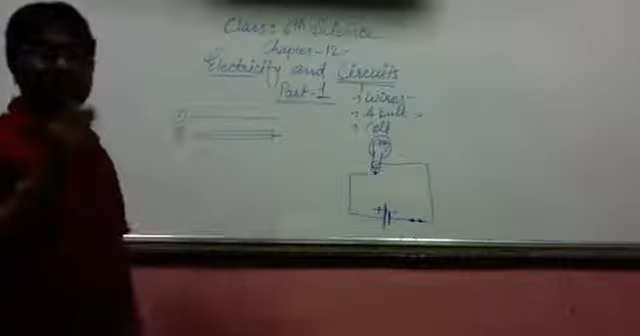 Class 6th Science
Chapter-12
Electricity and Circuits
Part-1
Wires
A bulb
Cell
+ -